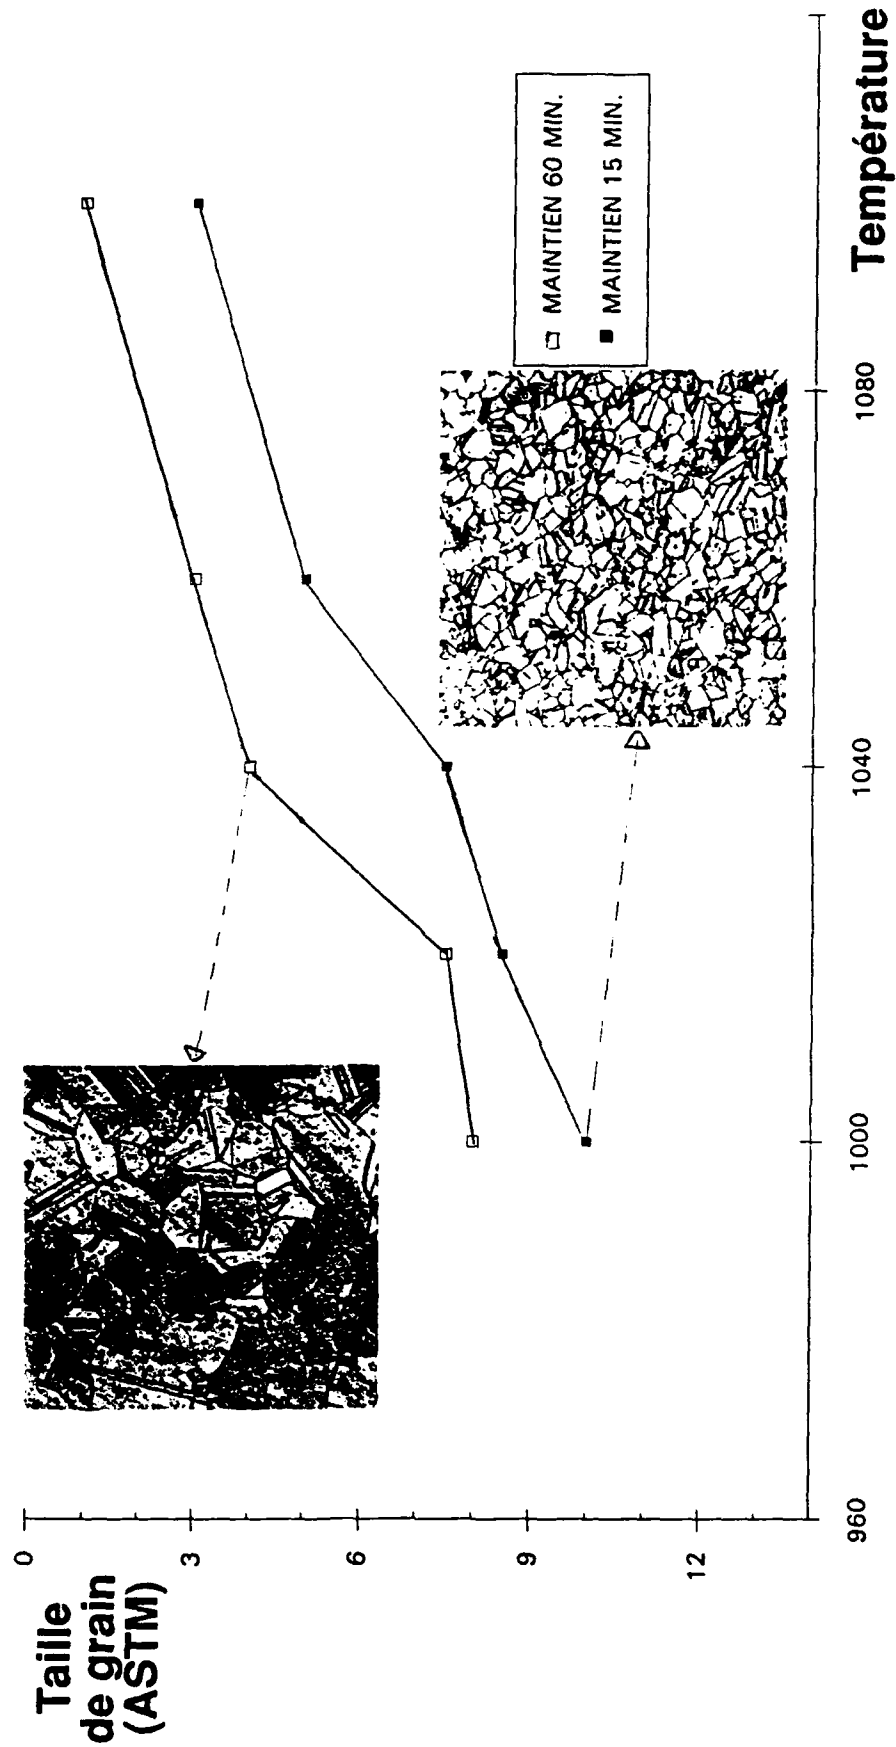 Taille
de grain
(ASTM)
0
3
6
9
12
960
1000
1040
1080
Température
MAINTIEN 60 MIN.
MAINTIEN 15 MIN.